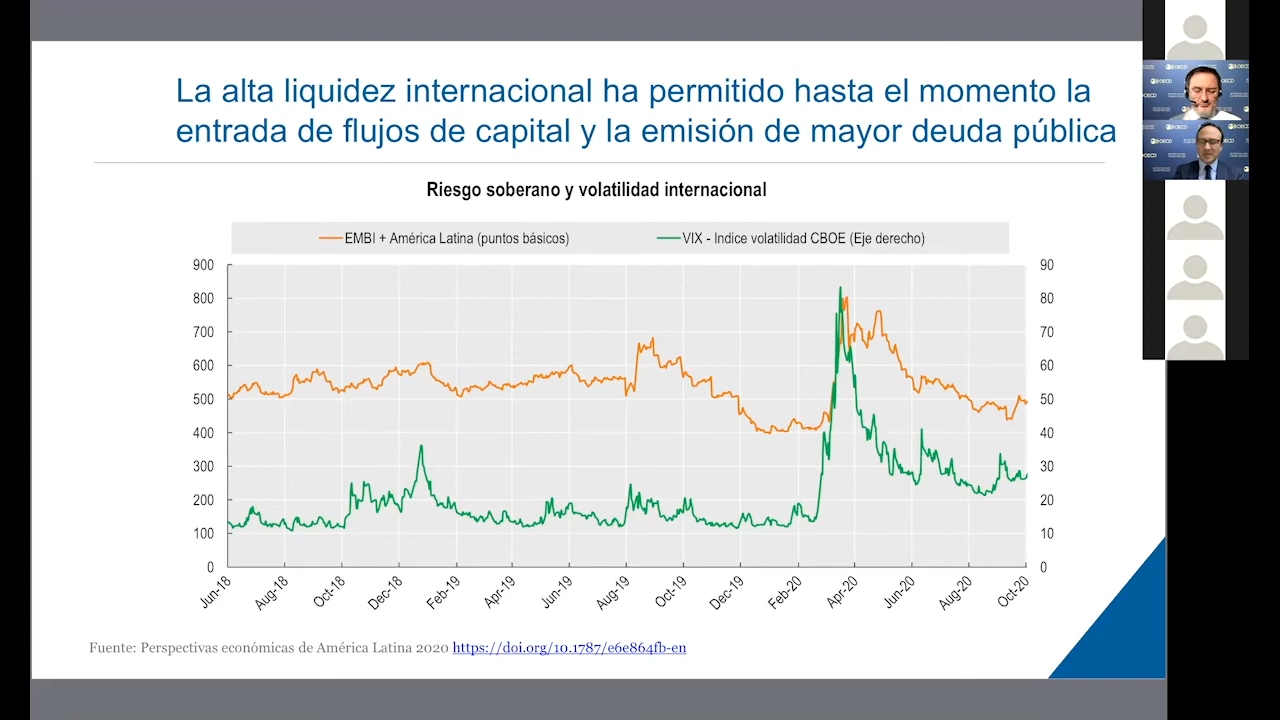 La alta liquidez internacional ha permitido hasta el momento la
entrada de flujos de capital y la emisión de mayor deuda pública
Riesgo soberano y volatilidad internacional
EMBI + América Latina (puntos básicos)
VIX - Indice volatilidad CBOE (Eje derecho)
900
800
700
600
500
400
300
200
100
0
90
80
70
60
50
40
30
20
10
0
Jun-18
Aug-18
Oct-18
Dec-18
Feb-19
Apr-19
Jun-19
Aug-19
Oct-19
Dec-19
Feb-20
Apr-20
Jun-20
Aug-20
Oct-20
Fuente: Perspectivas económicas de América Latina 2020 https://doi.org/10.1787/e6e864fb-en
OECD
OECD
OECD
OECD